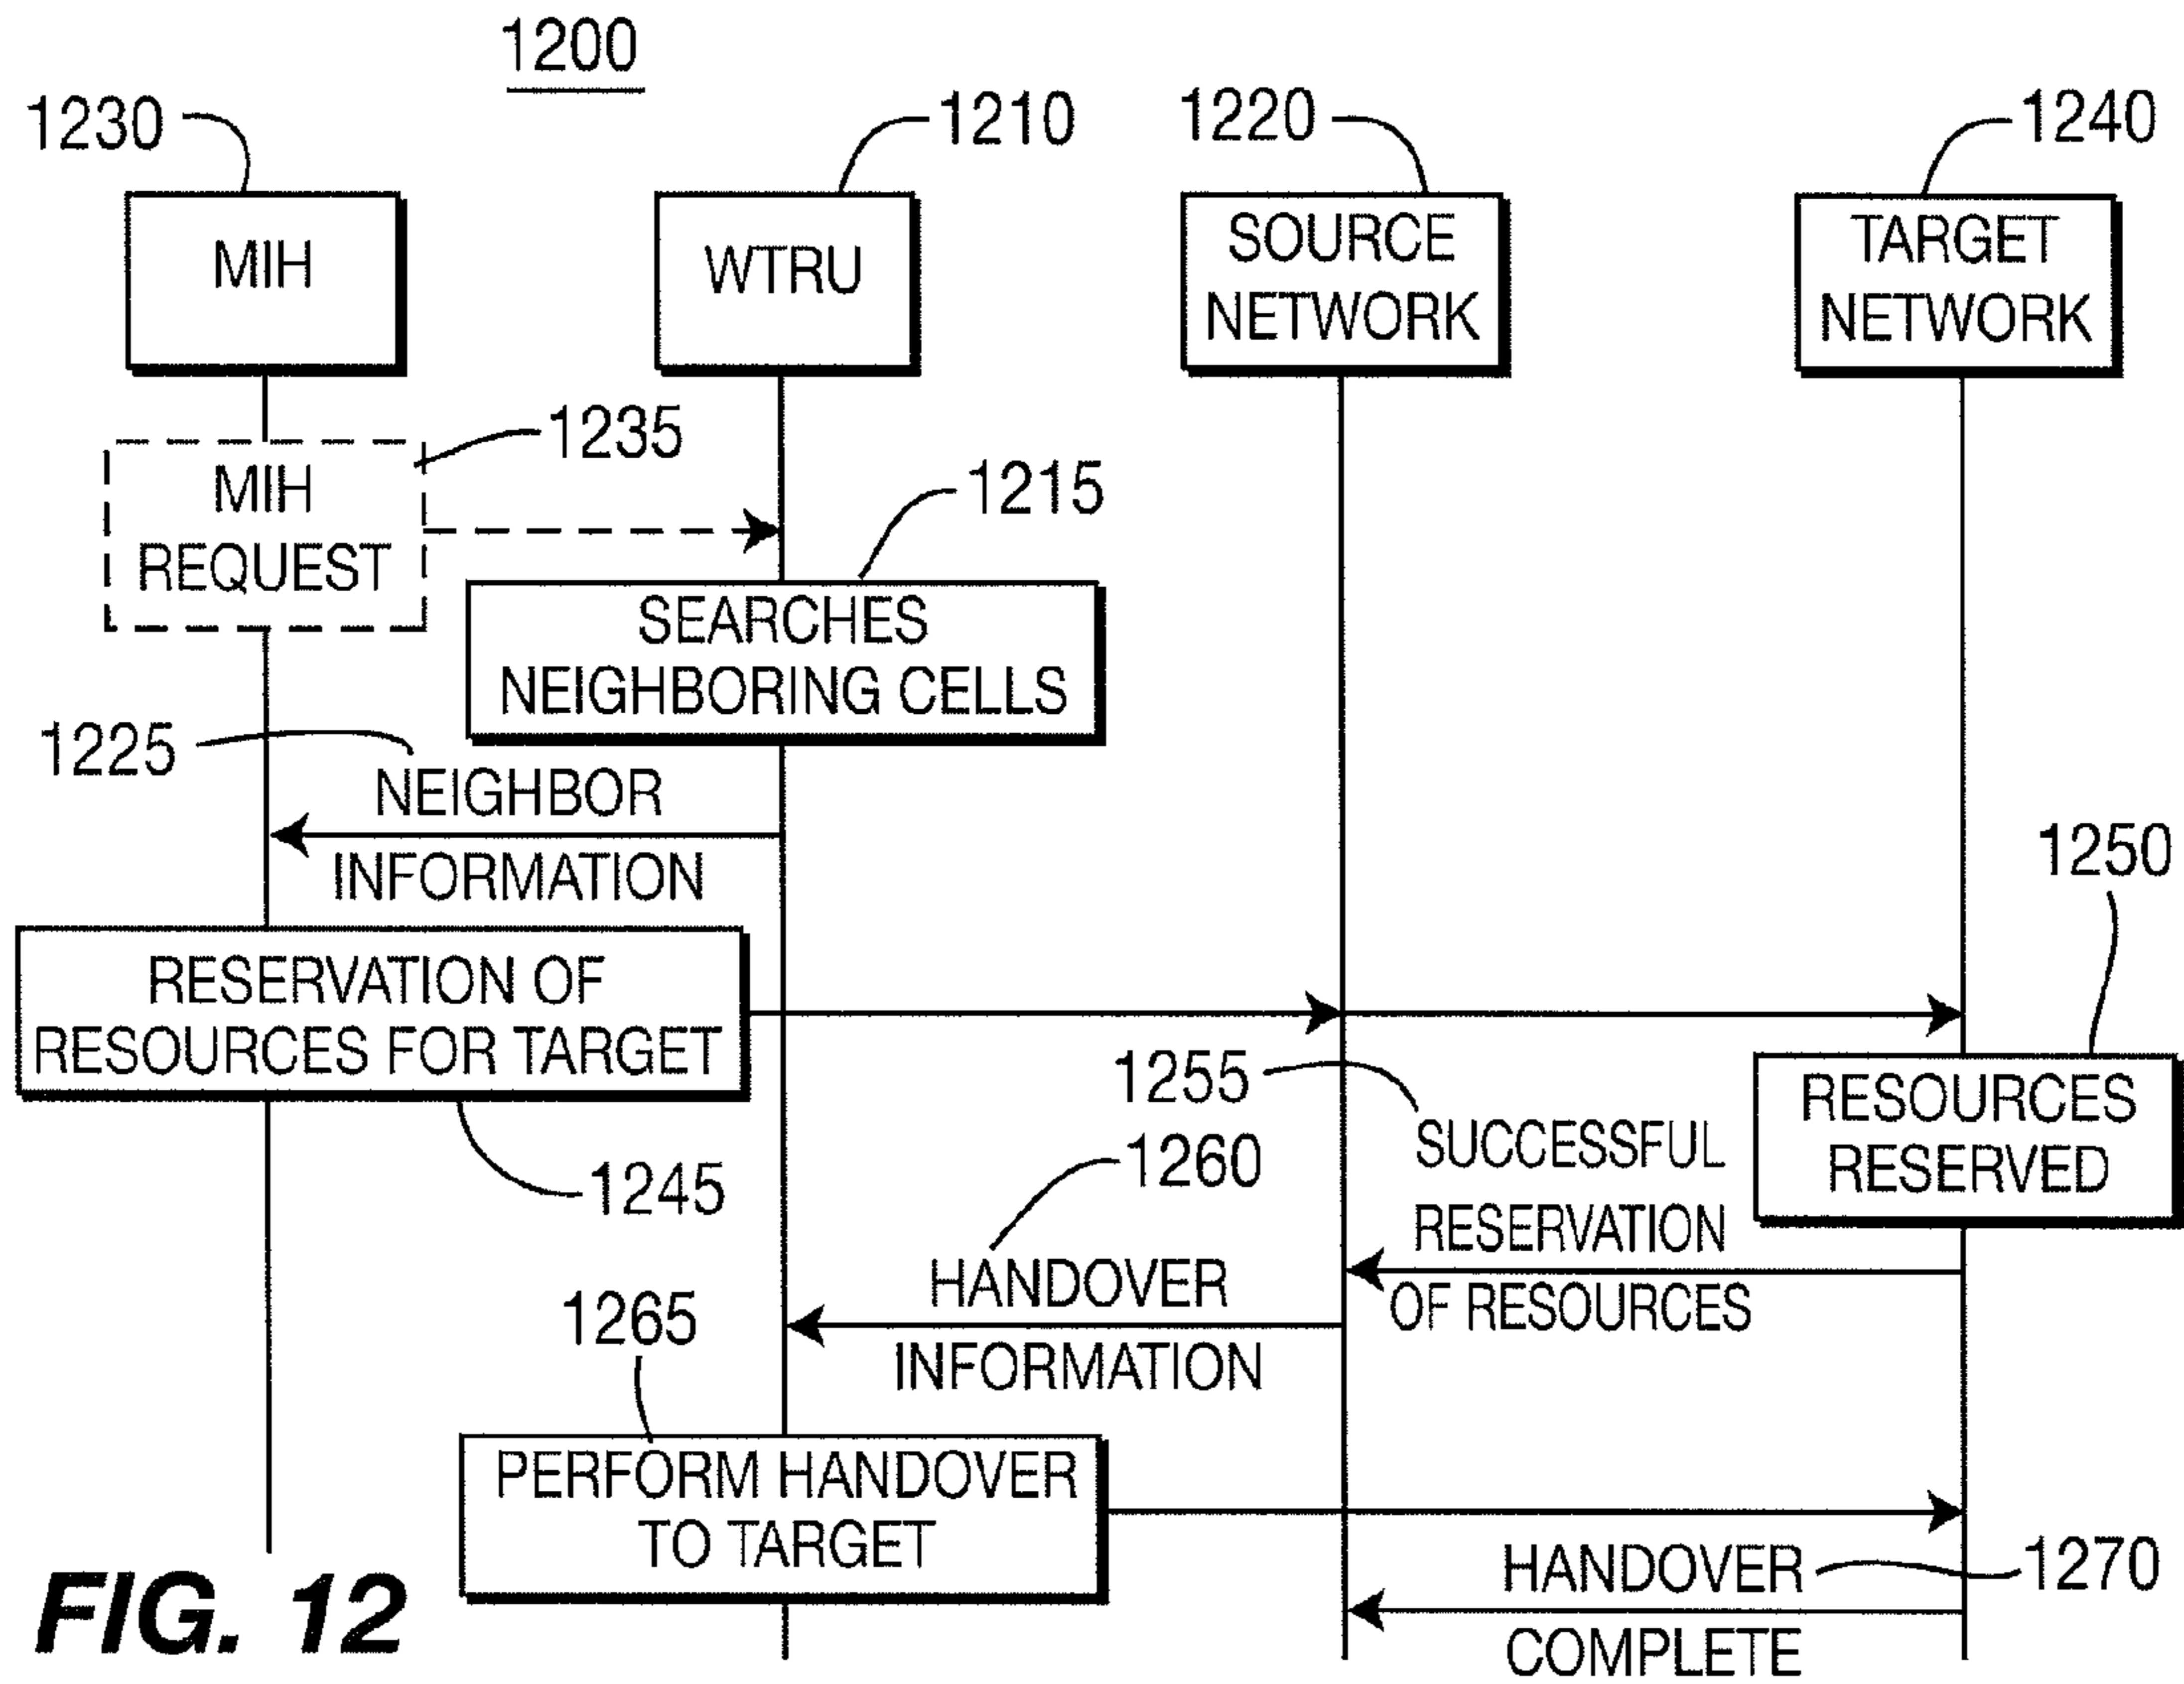 1200
1230
1210
1220
1240
MIH
WTRU
SOURCE
NETWORK
TARGET
NETWORK
1235
MIH
REQUEST
1215
SEARCHES
NEIGHBORING CELLS
1225
NEIGHBOR
INFORMATION
1250
RESERVATION OF
RESOURCES FOR TARGET
1245
1255
SUCCESSFUL
RESERVATION
OF RESOURCES
RESOURCES
RESERVED
1260
HANDOVER
INFORMATION
1265
PERFORM HANDOVER
TO TARGET
HANDOVER
COMPLETE
1270
FIG. 12